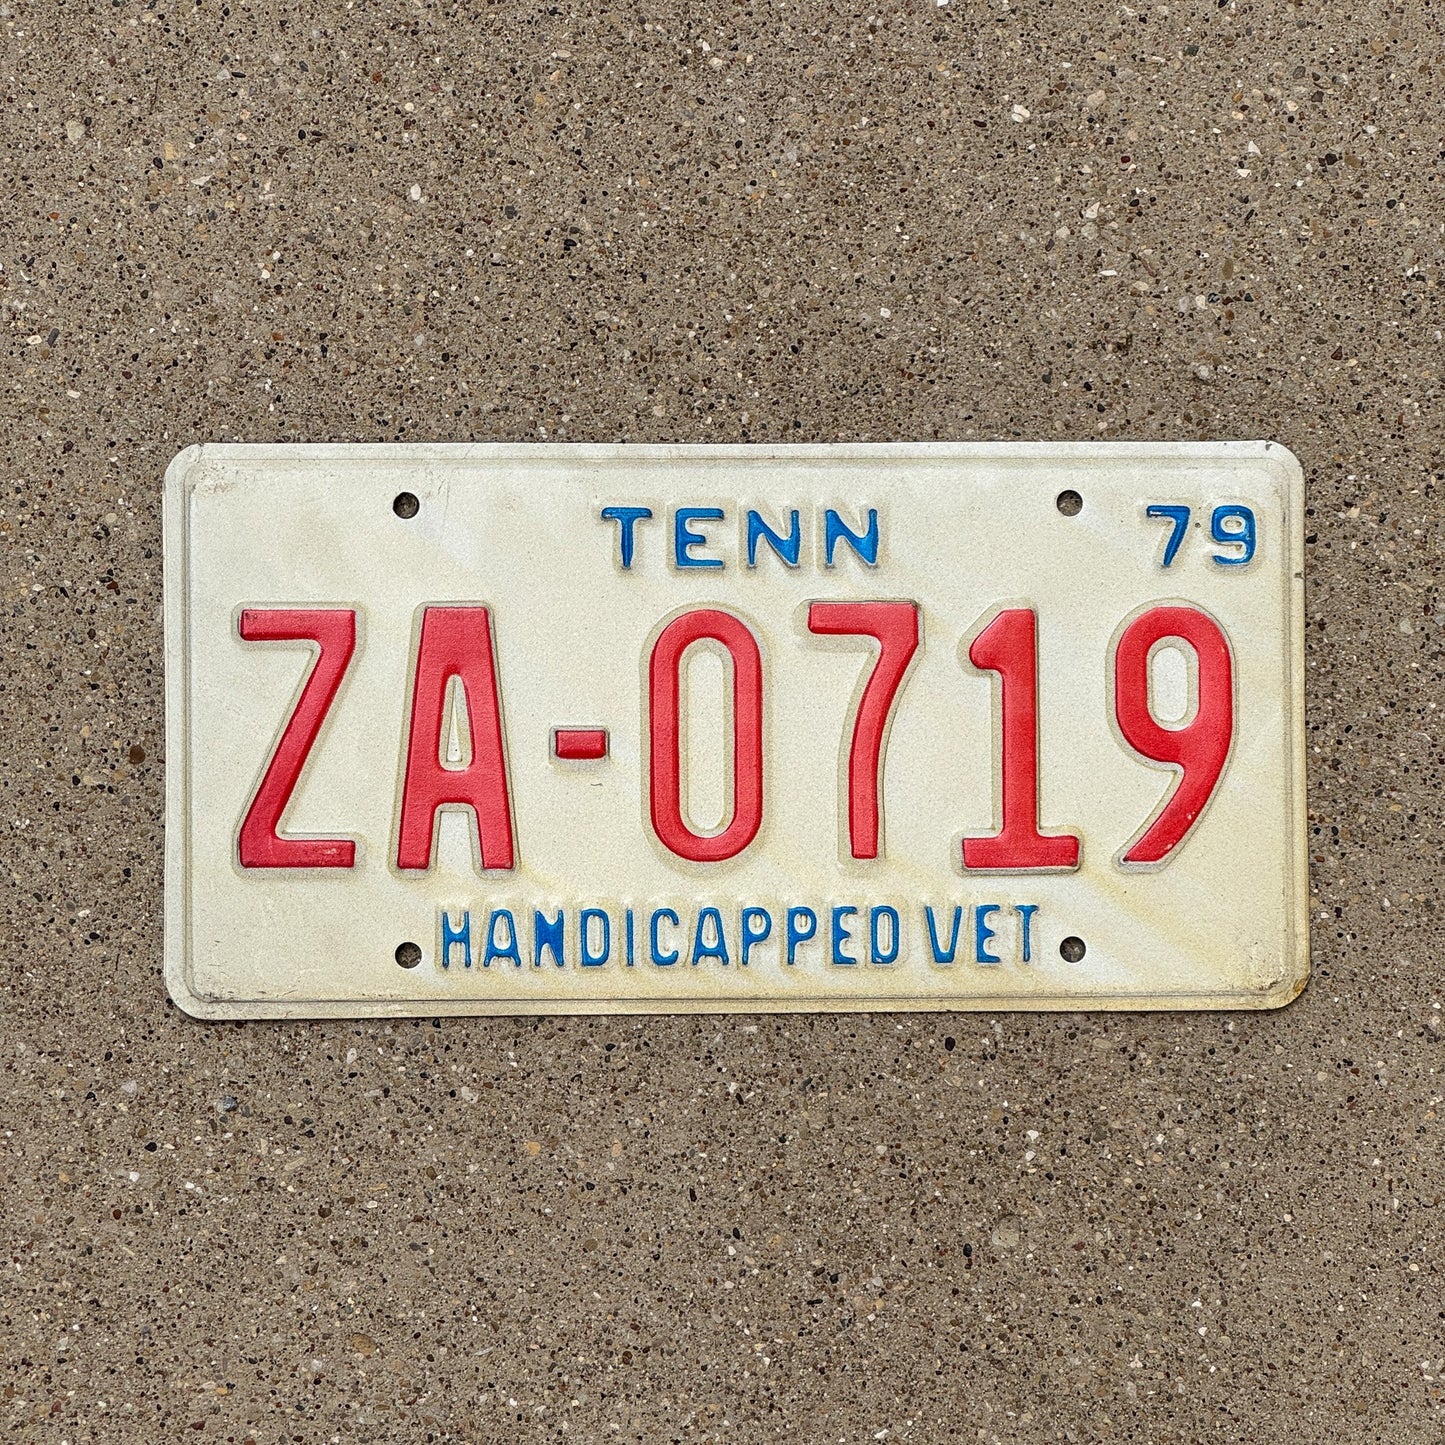 TENN 79
ZA-0719
HANDICAPPED VET